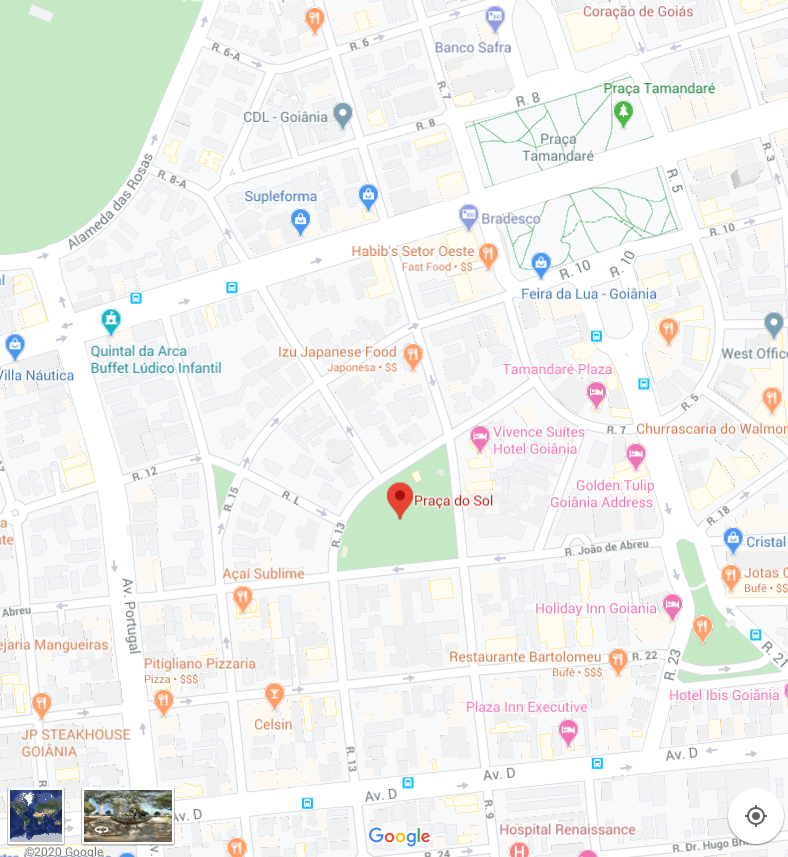 Coração de Goiás
R. 6-A
R. 6
Banco Safra
R. 7
R. 8
Praça Tamandaré
CDL - Goiânia
R. 8
Praça
Tamandaré
R. 3
R. 8-A
Alameda das Rosas
Supleforma
R. 5
Bradesco
R. 10
Habib's Setor Oeste
Fast Food • $$
R. 10
R. 10
Feira da Lua - Goiânia
Quintal da Arca
Buffet Lúdico Infantil
Izu Japanese Food
Japonesa • $$
West Office
Villa Náutica
Tamandaré Plaza
R. 5
R. 7
Churrascaria do Walmor
Vivence Suítes
Hotel Goiânia
R. 12
R. 15
R. L
Golden Tulip
Goiânia Address
Praça do Sol
R. 13
R. 18
Cristal
R. João de Abreu
Açaí Sublime
Jotas
Bufê • $$
Abreu
Av. Portugal
Holiday Inn Goiania
ejaria Mangueiras
Pitigliano Pizzaria
Pizza • $$$
Restaurante Bartolomeu
Bufê • $$$
R. 22
R. 23
R. 21
Hotel Ibis Goiânia
Celsin
JP STEAKHOUSE
GOIÂNIA
Plaza Inn Executive
R. 13
Av. D
Av. D
Av. D
Av. D
R. 9
Google
Hospital Renaissance
R. Dr. Hugo Bri
R. 24
©2020 Google